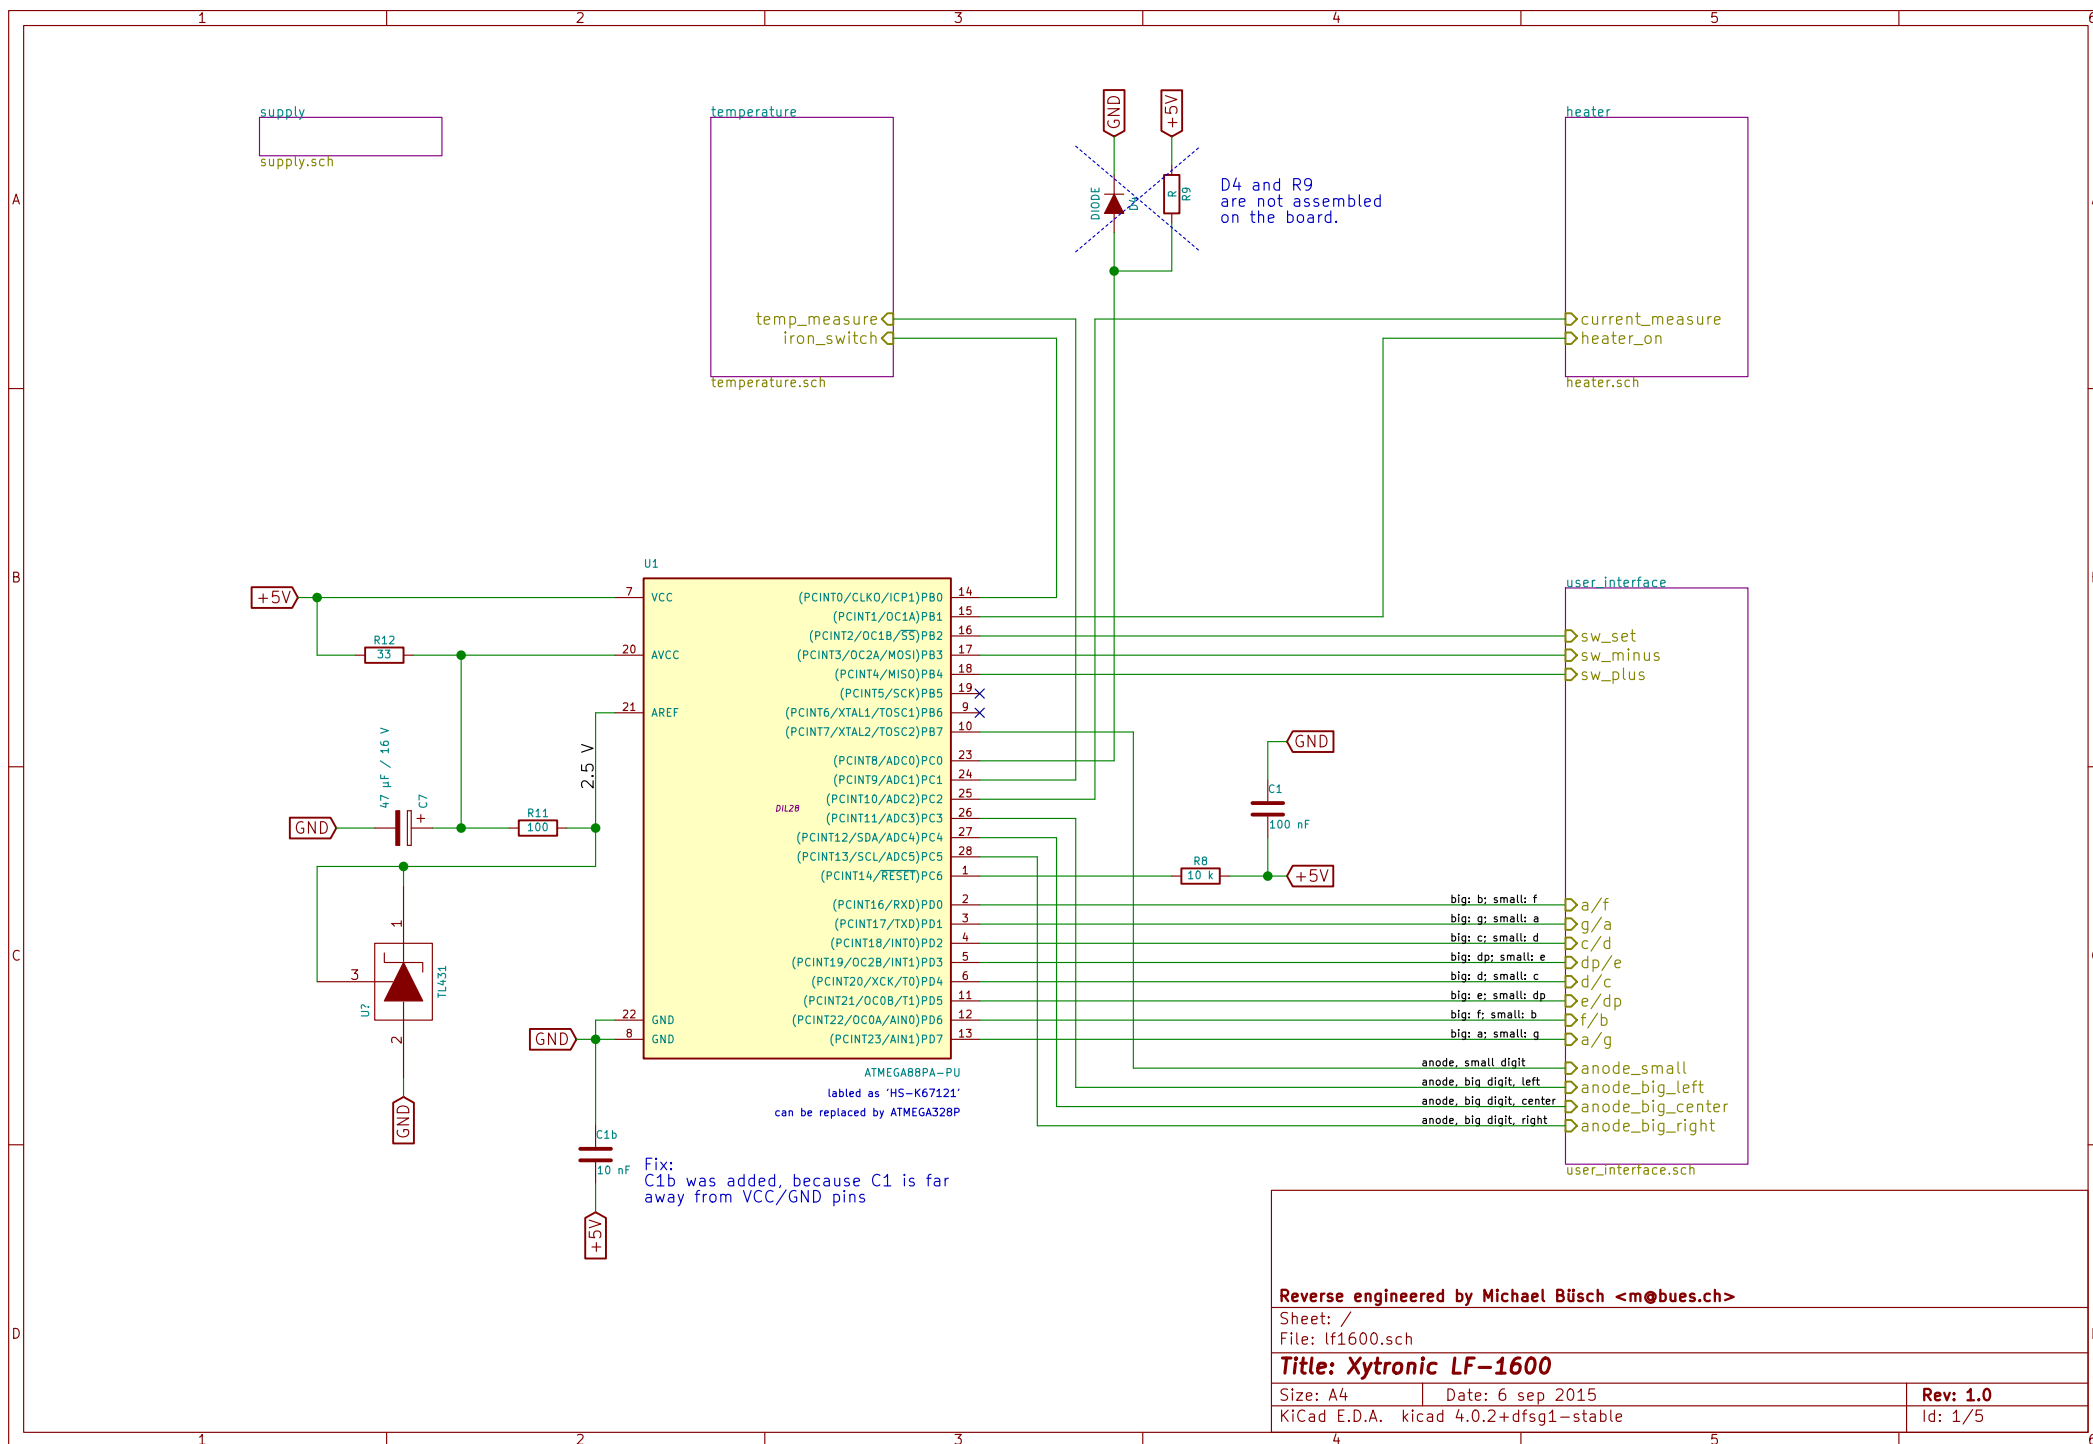 1 2 3 4 5 6
supply
supply.sch
temperature
temp_measure
iron_switch
temperature.sch
GND
+5V
DIODE
D4
R
R9
D4 and R9
are not assembled
on the board.
heater
current_measure
heater_on
heater.sch
A
B
C
D
U1
+5V
R12
33
47 µF / 16 V
C7
+
GND
R11
100
2.5 V
1
3
2
U?
TL431
GND
7 VCC
20 AVCC
21 AREF
22 GND
8 GND
GND
DIL28
(PCINT0/CLKO/ICP1)PB0 14
(PCINT1/OC1A)PB1 15
(PCINT2/OC1B/SS)PB2 16
(PCINT3/OC2A/MOSI)PB3 17
(PCINT4/MISO)PB4 18
(PCINT5/SCK)PB5 19
(PCINT6/XTAL1/TOSC1)PB6 9
(PCINT7/XTAL2/TOSC2)PB7 10
(PCINT8/ADC0)PC0 23
(PCINT9/ADC1)PC1 24
(PCINT10/ADC2)PC2 25
(PCINT11/ADC3)PC3 26
(PCINT12/SDA/ADC4)PC4 27
(PCINT13/SCL/ADC5)PC5 28
(PCINT14/RESET)PC6 1
(PCINT16/RXD)PD0 2
(PCINT17/TXD)PD1 3
(PCINT18/INT0)PD2 4
(PCINT19/OC2B/INT1)PD3 5
(PCINT20/XCK/T0)PD4 6
(PCINT21/OC0B/T1)PD5 11
(PCINT22/OC0A/AIN0)PD6 12
(PCINT23/AIN1)PD7 13
ATMEGA88PA-PU
labled as 'HS-K67121'
can be replaced by ATMEGA328P
C1b
10 nF
+5V
Fix:
C1b was added, because C1 is far
away from VCC/GND pins
GND
C1
100 nF
R8
10 k
+5V
user_interface
sw_set
sw_minus
sw_plus
big: b; small: f a/f
big: g; small: a g/a
big: c; small: d c/d
big: dp; small: e dp/e
big: d; small: c d/c
big: e; small: dp e/dp
big: f; small: b f/b
big: a; small: g a/g
anode, small digit anode_small
anode, big digit, left anode_big_left
anode, big digit, center anode_big_center
anode, big digit, right anode_big_right
user_interface.sch
Reverse engineered by Michael Büsch <m@bues.ch>
Sheet: /
File: lf1600.sch
Title: Xytronic LF-1600
Size: A4 Date: 6 sep 2015 Rev: 1.0
KiCad E.D.A. kicad 4.0.2+dfsg1-stable Id: 1/5
1 2 3 4 5 6